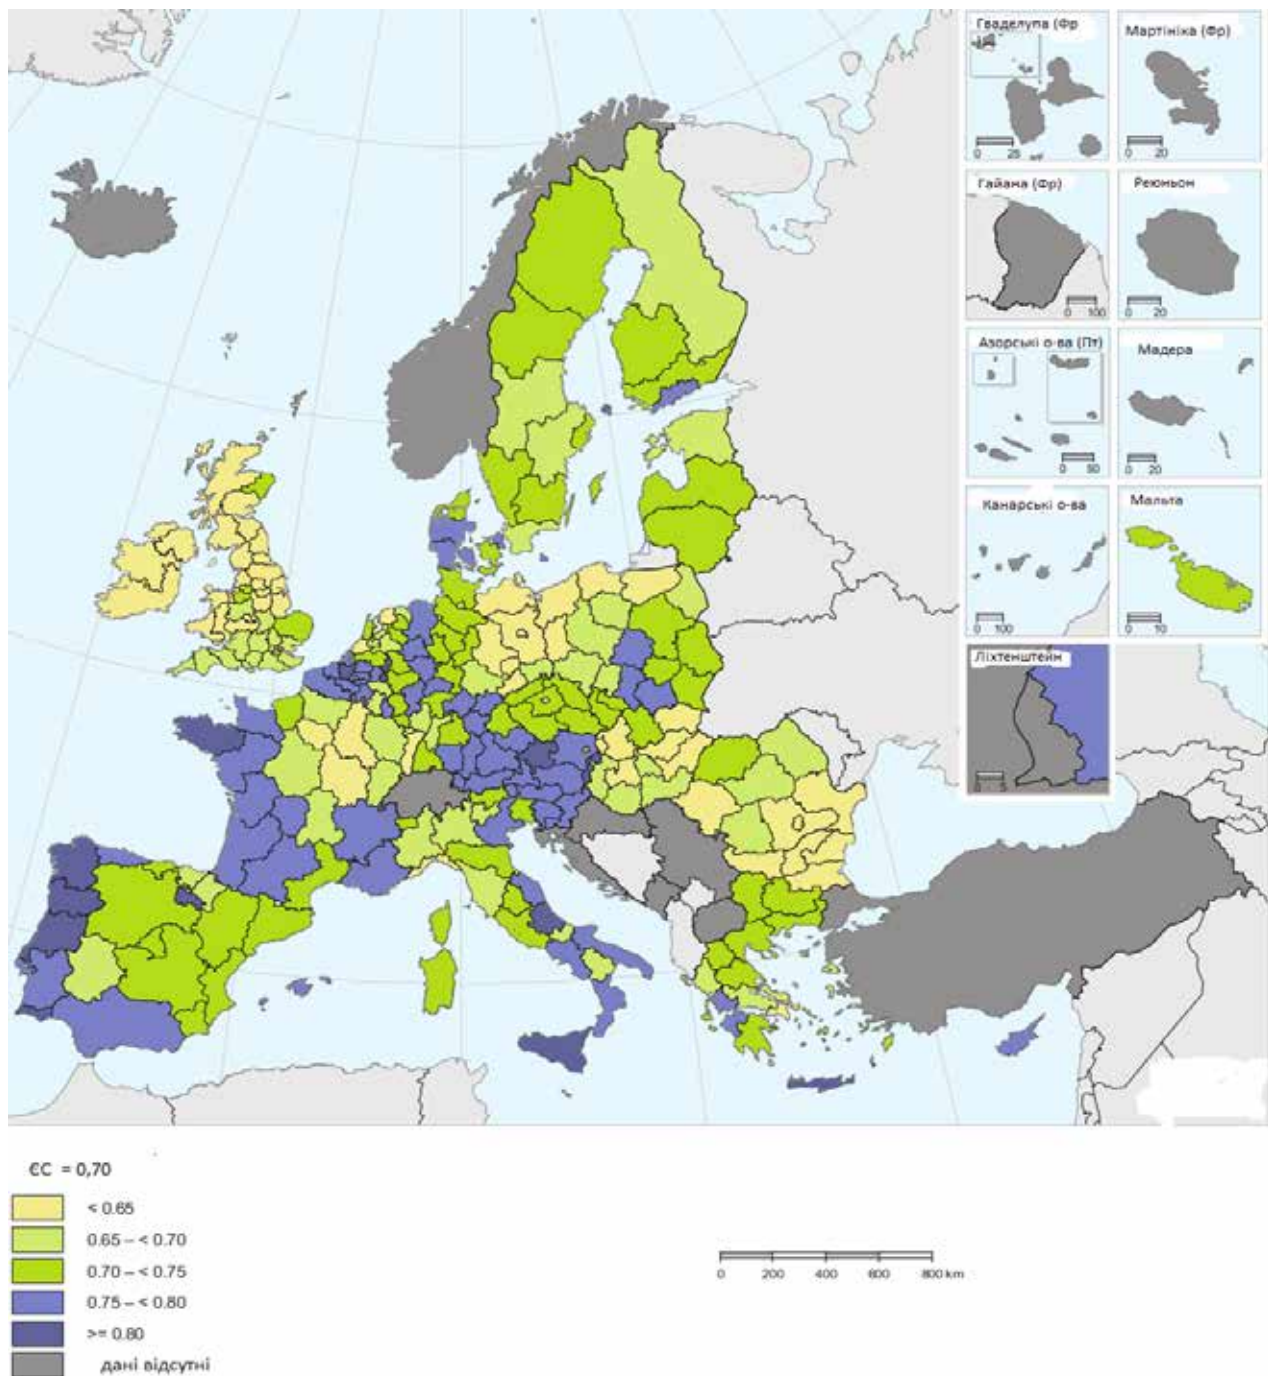 Гваделупа (Фр
0 25
Мартініка (Фр)
0 20
Гайана (Фр)
0 100
Реюньон
0 20
Азорські о-ва (Пт)
0 50
Мадера
0 20
Канарські о-ва
0 100
Мальта
0 10
Ліхтенштейн
0 5
ЄС = 0,70
< 0.65
0.65 – < 0.70
0.70 – < 0.75
0.75 – < 0.80
>= 0.80
дані відсутні
0 200 400 600 800 km